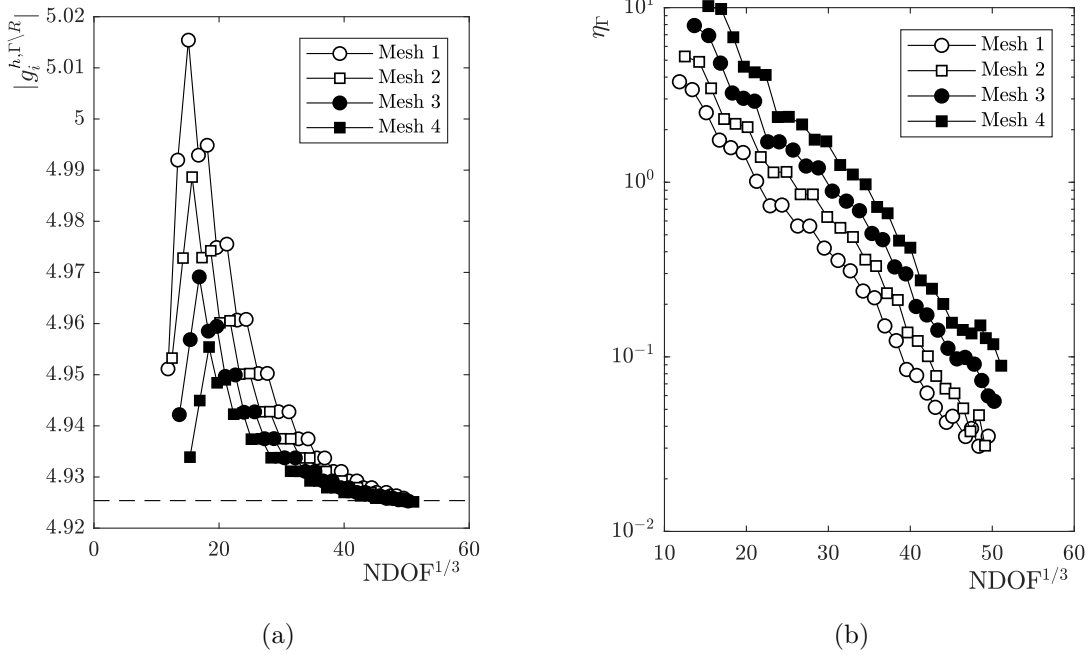 |g_i^{h,Γ\R}|
5.02
5.01
5
4.99
4.98
4.97
4.96
4.95
4.94
4.93
4.92
0 20 40 60
NDOF^{1/3}
Mesh 1
Mesh 2
Mesh 3
Mesh 4
(a)
η_Γ
10^1
10^0
10^{-1}
10^{-2}
10 20 30 40 50 60
NDOF^{1/3}
Mesh 1
Mesh 2
Mesh 3
Mesh 4
(b)